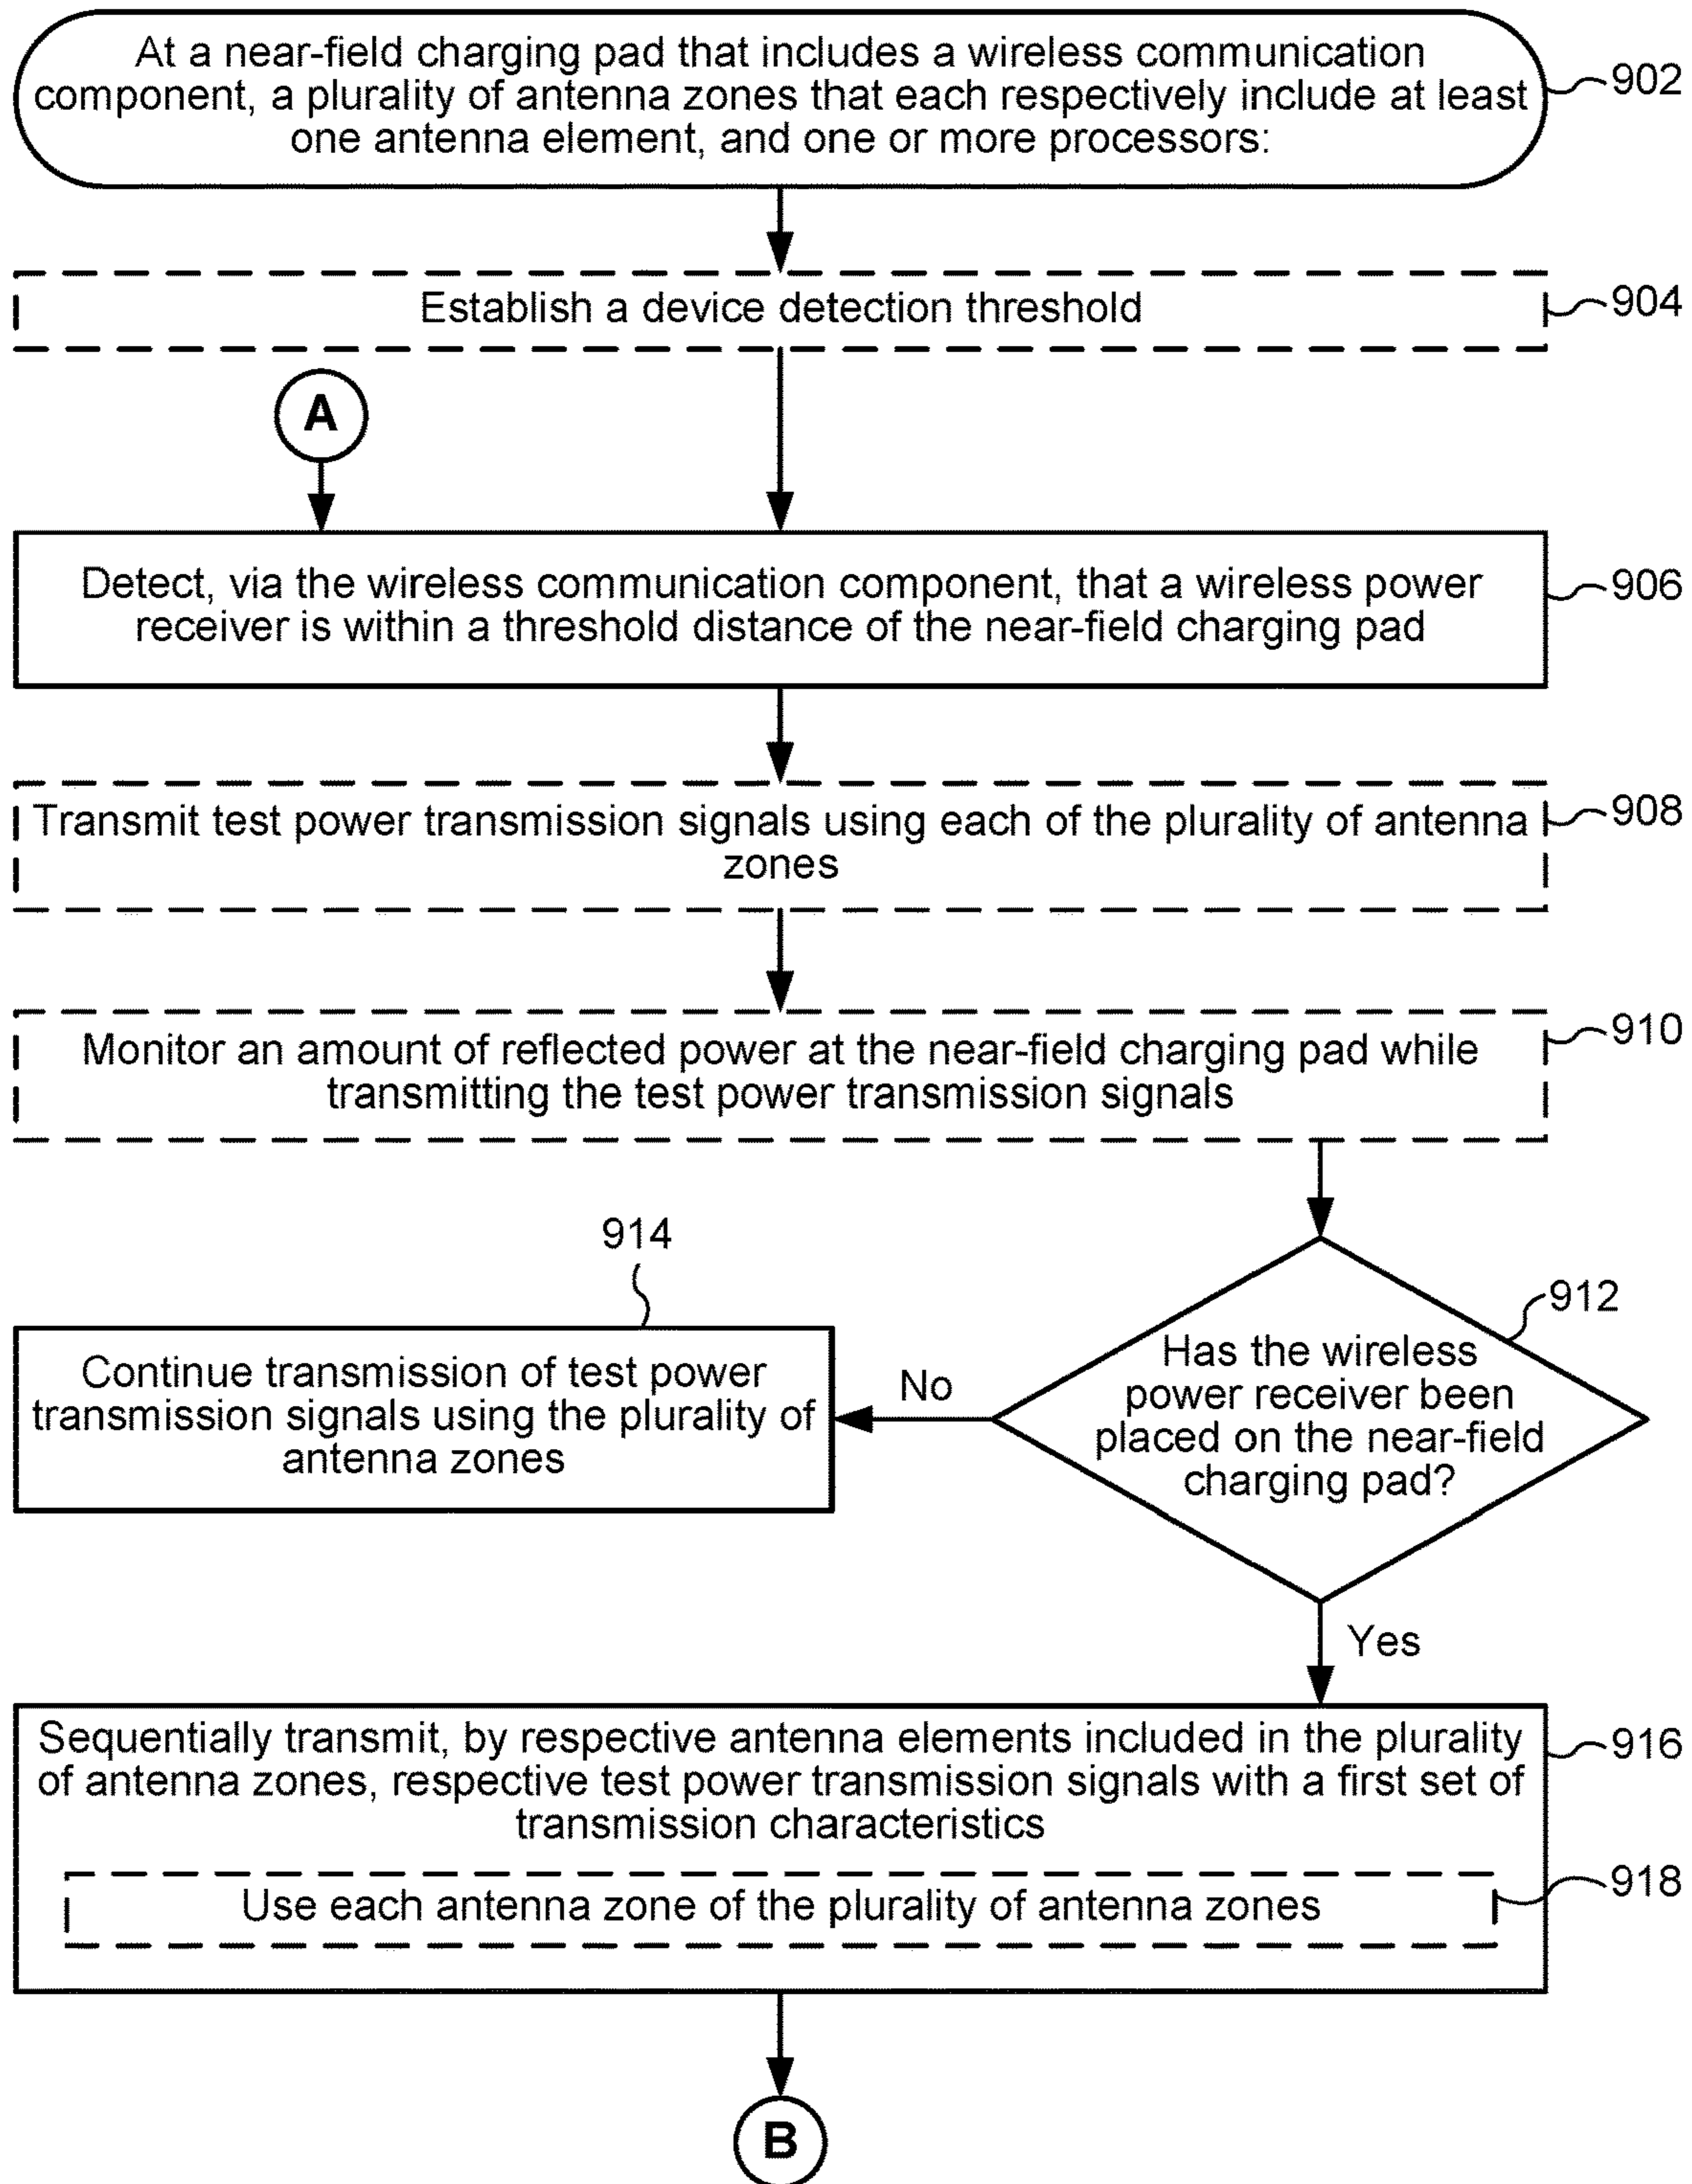 At a near-field charging pad that includes a wireless communication
component, a plurality of antenna zones that each respectively include at least
one antenna element, and one or more processors:
902
Establish a device detection threshold
904
A
Detect, via the wireless communication component, that a wireless power
receiver is within a threshold distance of the near-field charging pad
906
Transmit test power transmission signals using each of the plurality of antenna
zones
908
Monitor an amount of reflected power at the near-field charging pad while
transmitting the test power transmission signals
910
914
Continue transmission of test power
transmission signals using the plurality of
antenna zones
No
912
Has the wireless
power receiver been
placed on the near-field
charging pad?
Yes
Sequentially transmit, by respective antenna elements included in the plurality
of antenna zones, respective test power transmission signals with a first set of
transmission characteristics
916
Use each antenna zone of the plurality of antenna zones
918
B